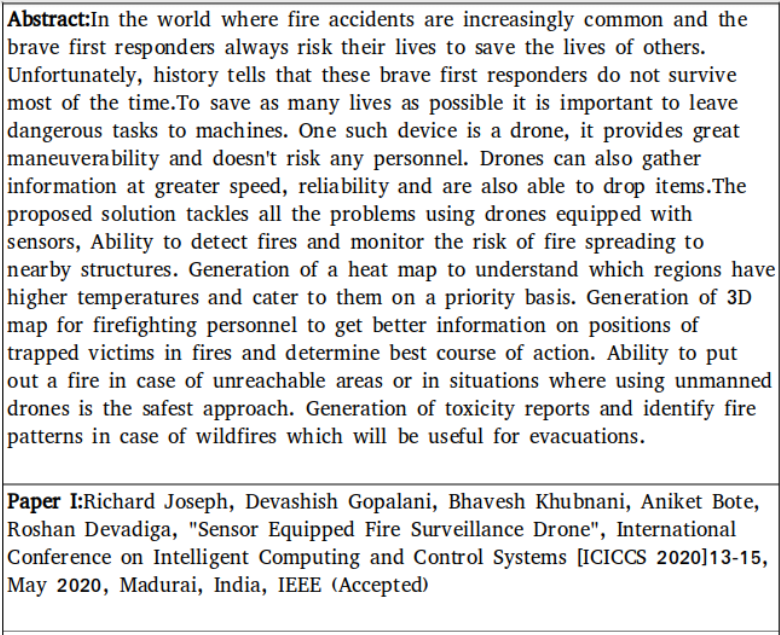 Abstract:In the world where fire accidents are increasingly common and the
brave first responders always risk their lives to save the lives of others.
Unfortunately, history tells that these brave first responders do not survive
most of the time.To save as many lives as possible it is important to leave
dangerous tasks to machines. One such device is a drone, it provides great
maneuverability and doesn't risk any personnel. Drones can also gather
information at greater speed, reliability and are also able to drop items.The
proposed solution tackles all the problems using drones equipped with
sensors, Ability to detect fires and monitor the risk of fire spreading to
nearby structures. Generation of a heat map to understand which regions have
higher temperatures and cater to them on a priority basis. Generation of 3D
map for firefighting personnel to get better information on positions of
trapped victims in fires and determine best course of action. Ability to put
out a fire in case of unreachable areas or in situations where using unmanned
drones is the safest approach. Generation of toxicity reports and identify fire
patterns in case of wildfires which will be useful for evacuations.
Paper I:Richard Joseph, Devashish Gopalani, Bhavesh Khubnani, Aniket Bote,
Roshan Devadiga, "Sensor Equipped Fire Surveillance Drone", International
Conference on Intelligent Computing and Control Systems [ICICCS 2020]13-15,
May 2020, Madurai, India, IEEE (Accepted)